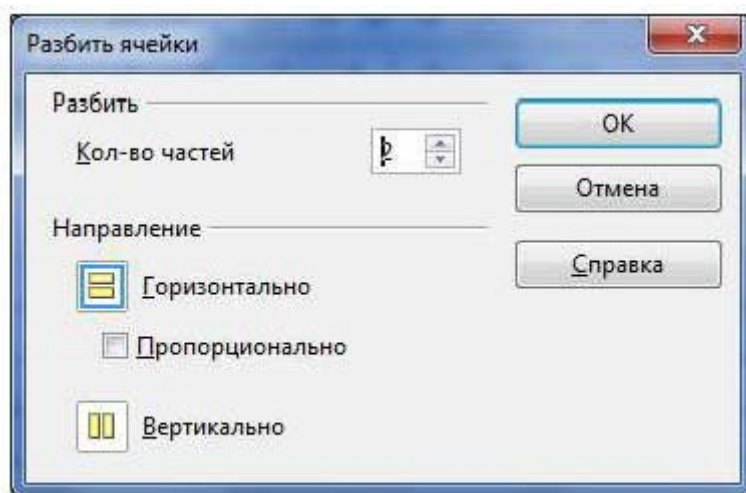 Разбить ячейки
Разбить
Кол-во частей 2
Направление
Горизонтально
Пропорционально
Вертикально
OK
Отмена
Справка